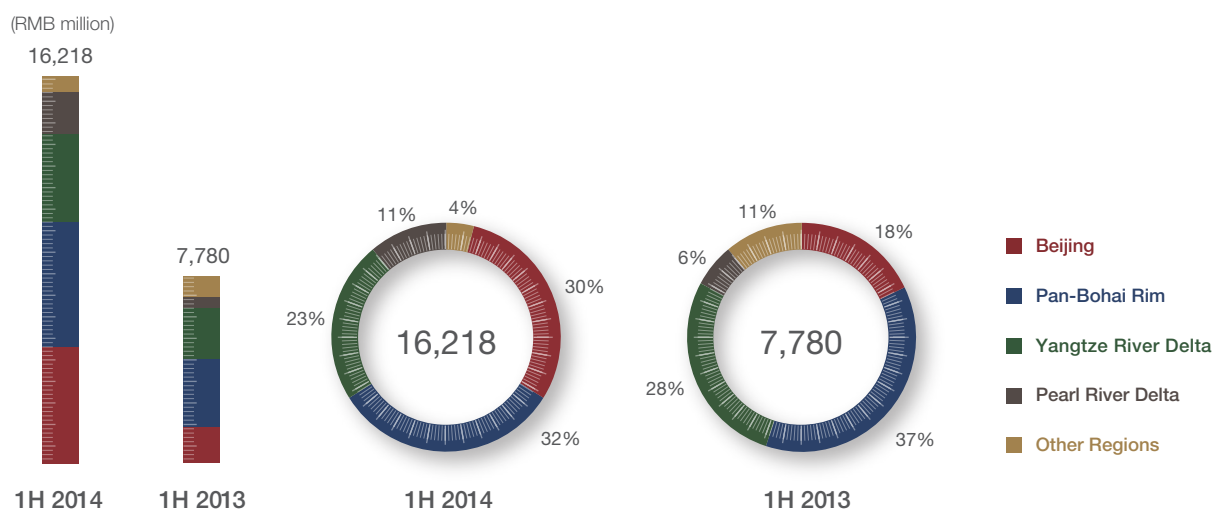 (RMB million)
16,218
7,780
1H 2014
1H 2013
11%
4%
30%
23%
16,218
32%
1H 2014
11%
18%
6%
7,780
28%
37%
1H 2013
Beijing
Pan-Bohai Rim
Yangtze River Delta
Pearl River Delta
Other Regions